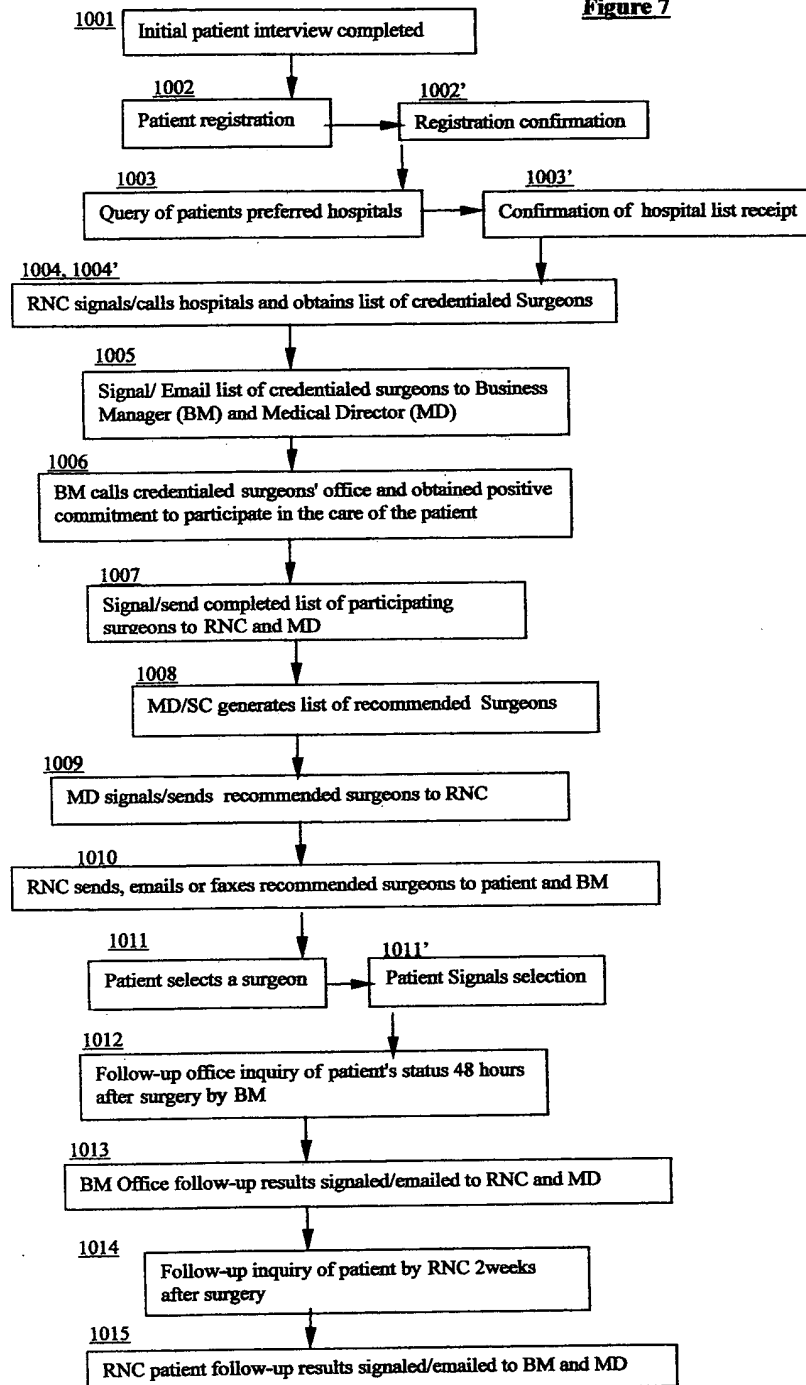 Figure 7
1001
Initial patient interview completed
1002
1002'
Patient registration
Registration confirmation
1003
1003'
Query of patients preferred hospitals
Confirmation of hospital list receipt
1004, 1004'
RNC signals/calls hospitals and obtains list of credentialed Surgeons
1005
Signal/ Email list of credentialed surgeons to Business
Manager (BM) and Medical Director (MD)
1006
BM calls credentialed surgeons' office and obtained positive
commitment to participate in the care of the patient
1007
Signal/send completed list of participating
surgeons to RNC and MD
1008
MD/SC generates list of recommended Surgeons
1009
MD signals/sends recommended surgeons to RNC
1010
RNC sends, emails or faxes recommended surgeons to patient and BM
1011
1011'
Patient selects a surgeon
Patient Signals selection
1012
Follow-up office inquiry of patient's status 48 hours
after surgery by BM
1013
BM Office follow-up results signaled/emailed to RNC and MD
1014
Follow-up inquiry of patient by RNC 2weeks
after surgery
1015
RNC patient follow-up results signaled/emailed to BM and MD